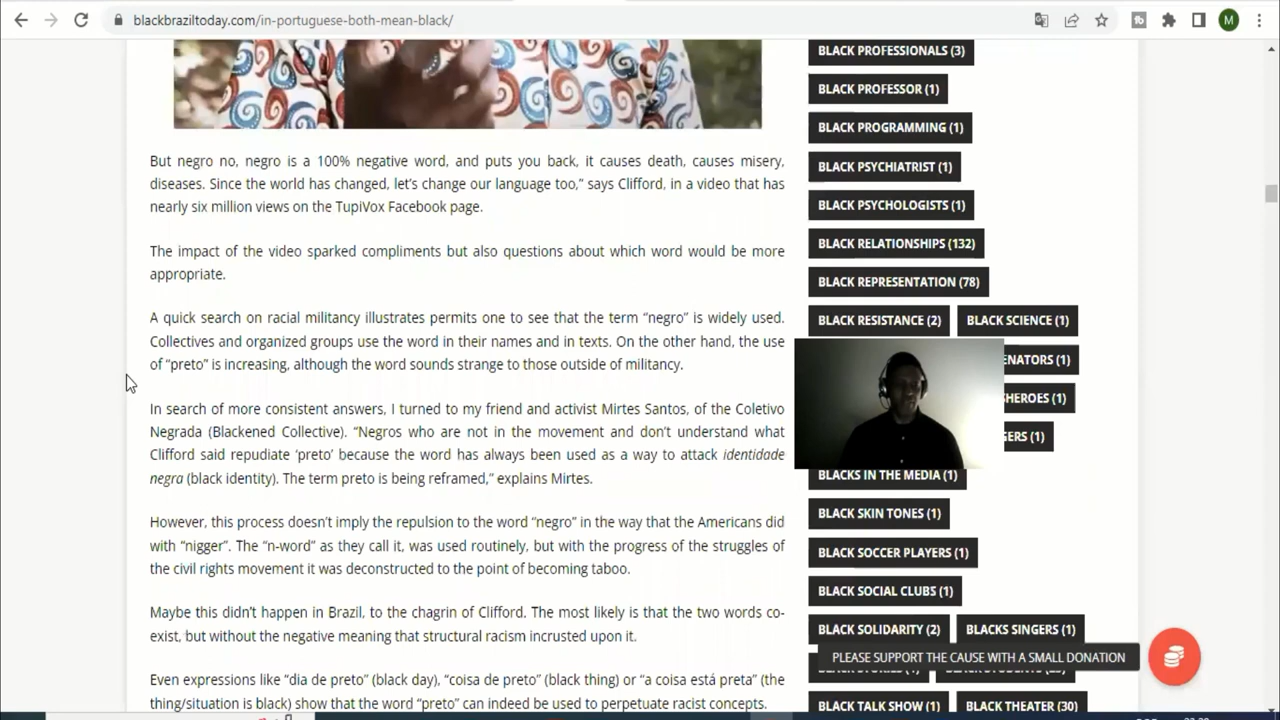 blackbraziltoday.com/in-portuguese-both-mean-black/
M
But negro no, negro is a 100% negative word, and puts you back, it causes death, causes misery,
diseases. Since the world has changed, let's change our language too," says Clifford, in a video that has
nearly six million views on the TupiVox Facebook page.
The impact of the video sparked compliments but also questions about which word would be more
appropriate.
A quick search on racial militancy illustrates permits one to see that the term "negro" is widely used.
Collectives and organized groups use the word in their names and in texts. On the other hand, the use
of "preto" is increasing, although the word sounds strange to those outside of militancy.
In search of more consistent answers, I turned to my friend and activist Mirtes Santos, of the Coletivo
Negrada (Blackened Collective). "Negros who are not in the movement and don't understand what
Clifford said repudiate 'preto' because the word has always been used as a way to attack identidade
negra (black identity). The term preto is being reframed," explains Mirtes.
However, this process doesn't imply the repulsion to the word "negro" in the way that the Americans did
with "nigger". The "n-word" as they call it, was used routinely, but with the progress of the struggles of
the civil rights movement it was deconstructed to the point of becoming taboo.
Maybe this didn't happen in Brazil, to the chagrin of Clifford. The most likely is that the two words co-
exist, but without the negative meaning that structural racism incrusted upon it.
Even expressions like "dia de preto" (black day), "coisa de preto" (black thing) or "a coisa está preta" (the
thing/situation is black) show that the word "preto" can indeed be used to perpetuate racist concepts.
BLACK PROFESSIONALS (3)
BLACK PROFESSOR (1)
BLACK PROGRAMMING (1)
BLACK PSYCHIATRIST (1)
BLACK PSYCHOLOGISTS (1)
BLACK RELATIONSHIPS (132)
BLACK REPRESENTATION (78)
BLACK RESISTANCE (2) BLACK SCIENCE (1)
ENATORS (1)
SHEROES (1)
GERS (1)
BLACKS IN THE MEDIA (1)
BLACK SKIN TONES (1)
BLACK SOCCER PLAYERS (1)
BLACK SOCIAL CLUBS (1)
BLACK SOLIDARITY (2) BLACKS SINGERS (1)
PLEASE SUPPORT THE CAUSE WITH A SMALL DONATION
BLACK TALK SHOW (1) BLACK THEATER (30)